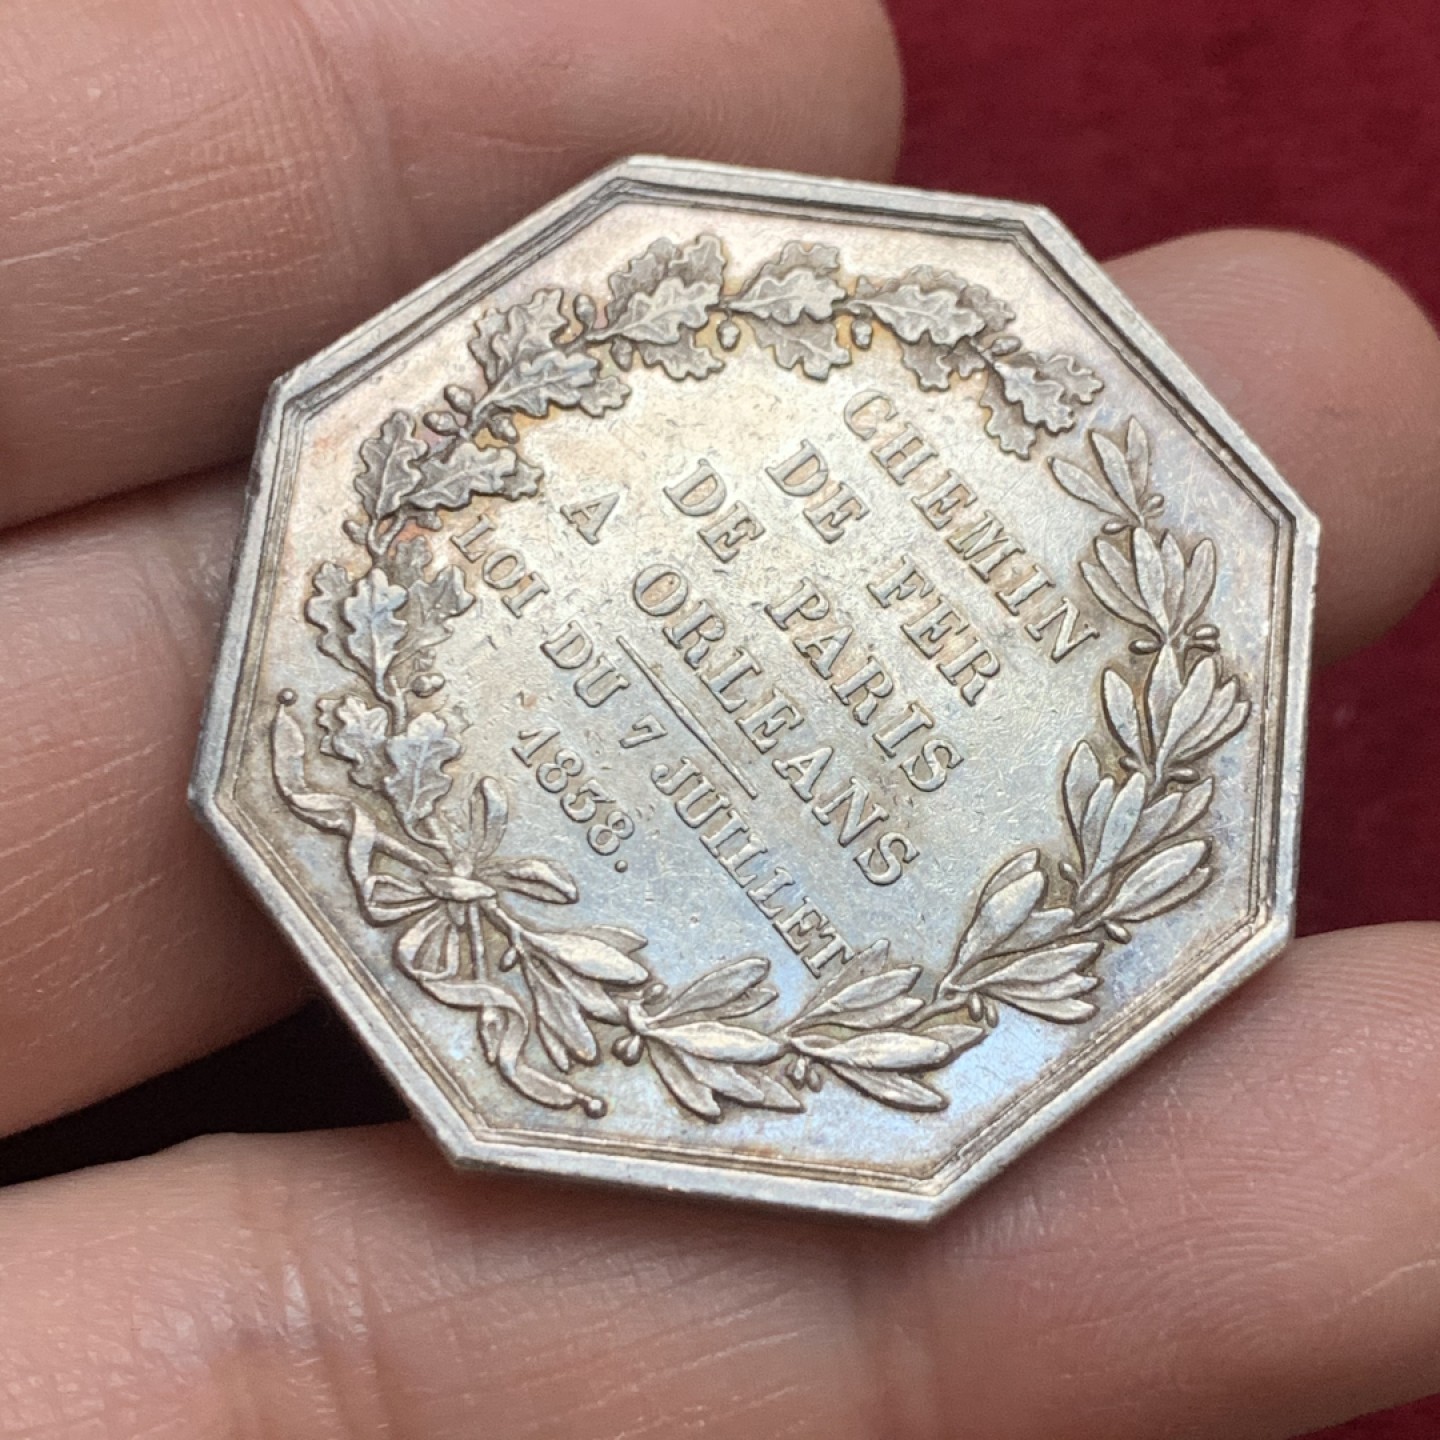 CHEMIN
DE FER
DE PARIS
A ORLEANS
LOI DU 7 JUILLET
1838.